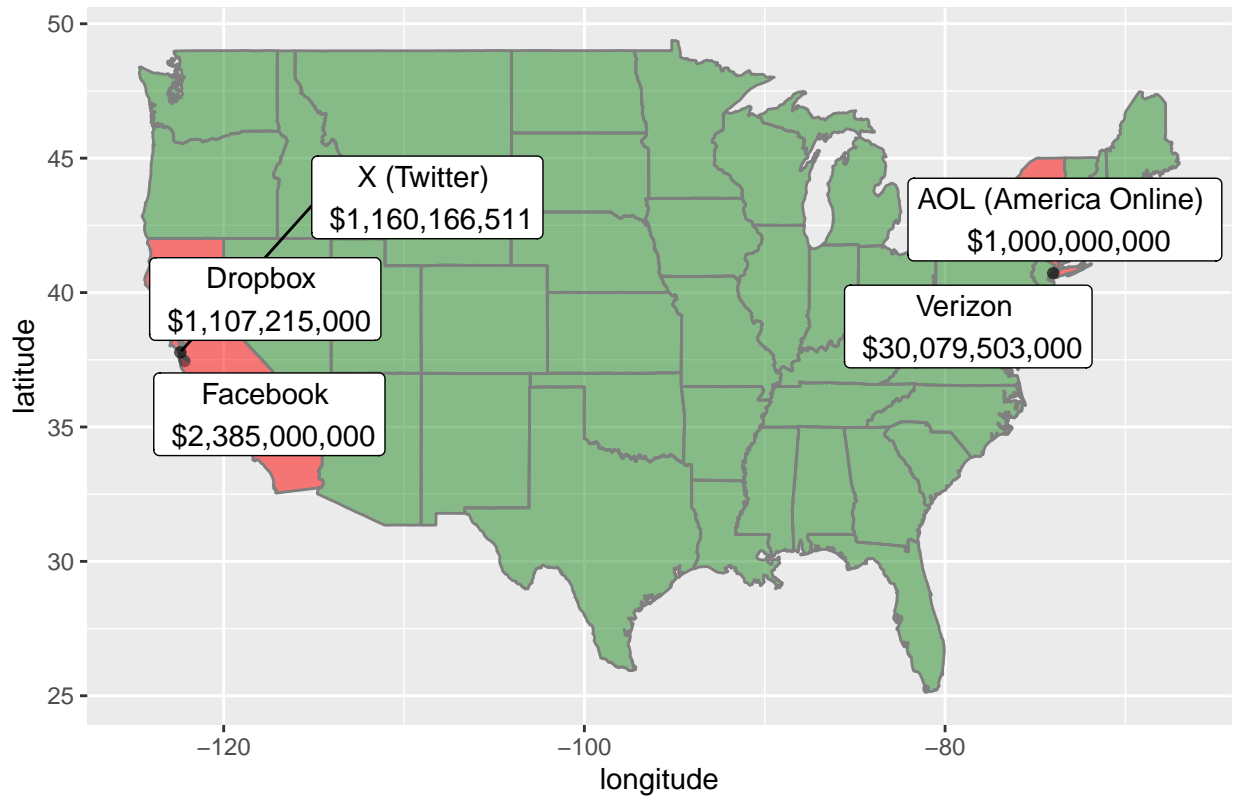 50
45
40
35
30
25
latitude
X (Twitter)
$1,160,166,511
Dropbox
$1,107,215,000
Facebook
$2,385,000,000
AOL (America Online)
$1,000,000,000
Verizon
$30,079,503,000
−120
−100
−80
longitude